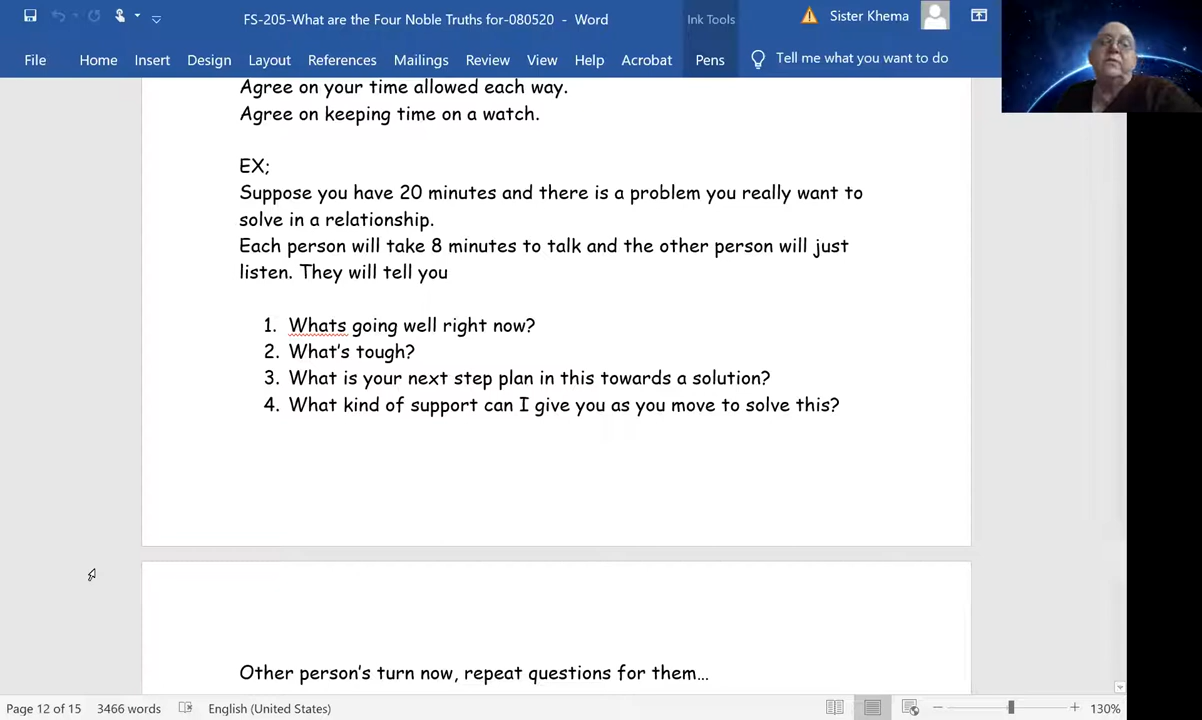 FS-205-What are the Four Noble Truths for-080520 - Word
Ink Tools
Sister Khema
File Home Insert Design Layout References Mailings Review View Help Acrobat Pens Tell me what you want to do
Agree on your time allowed each way.
Agree on keeping time on a watch.
EX;
Suppose you have 20 minutes and there is a problem you really want to
solve in a relationship.
Each person will take 8 minutes to talk and the other person will just
listen. They will tell you
1. Whats going well right now?
2. What's tough?
3. What is your next step plan in this towards a solution?
4. What kind of support can I give you as you move to solve this?
Other person's turn now, repeat questions for them...
Page 12 of 15 3466 words English (United States) 130%